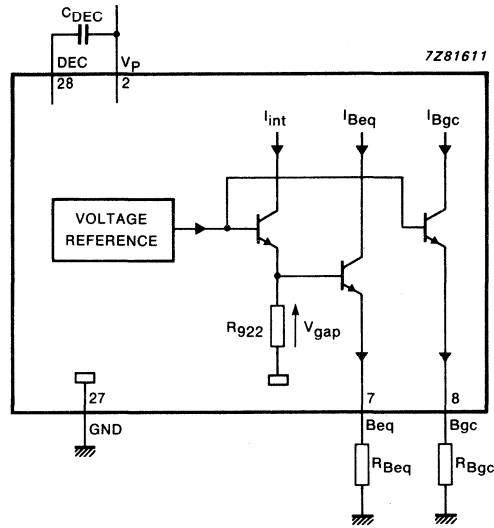 CDEC
DEC
VP
7Z81611
28
2
Iint
IBeq
IBgc
VOLTAGE
REFERENCE
R922
Vgap
27
7
8
GND
Beq
Bgc
RBeq
RBgc